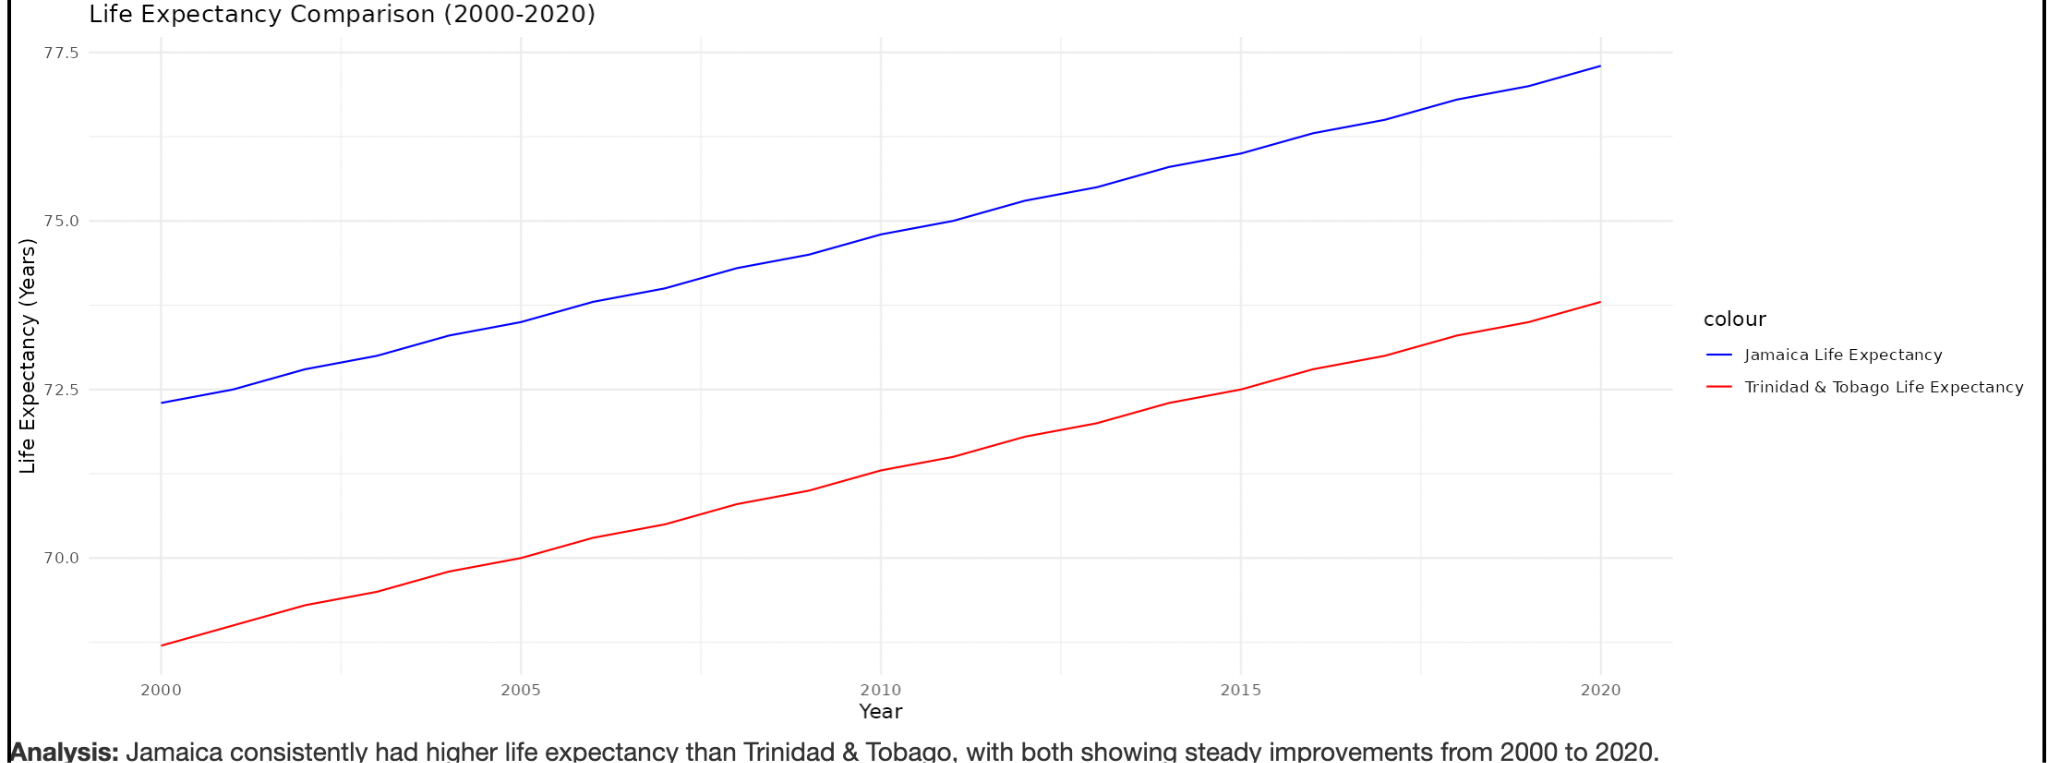 Life Expectancy Comparison (2000-2020)
77.5
75.0
72.5
70.0
Life Expectancy (Years)
2000 2005 2010 2015 2020
Year
colour
Jamaica Life Expectancy
Trinidad & Tobago Life Expectancy
Analysis: Jamaica consistently had higher life expectancy than Trinidad & Tobago, with both showing steady improvements from 2000 to 2020.